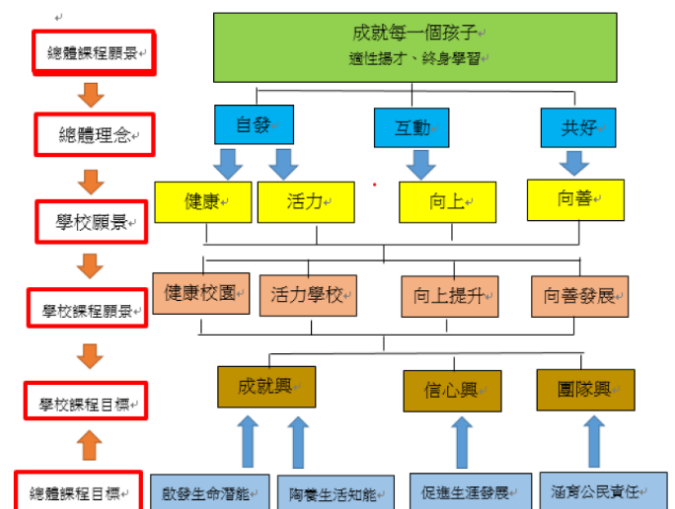 總體課程願景
成就每一個孩子
適性揚才、終身學習
總體理念
自發
互動
共好
學校願景
健康
活力
向上
向善
學校課程願景
健康校園
活力學校
向上提升
向善發展
學校課程目標
成就興
信心興
團隊興
總體課程目標
啟發生命潛能
陶養生活知能
促進生涯發展
涵育公民責任